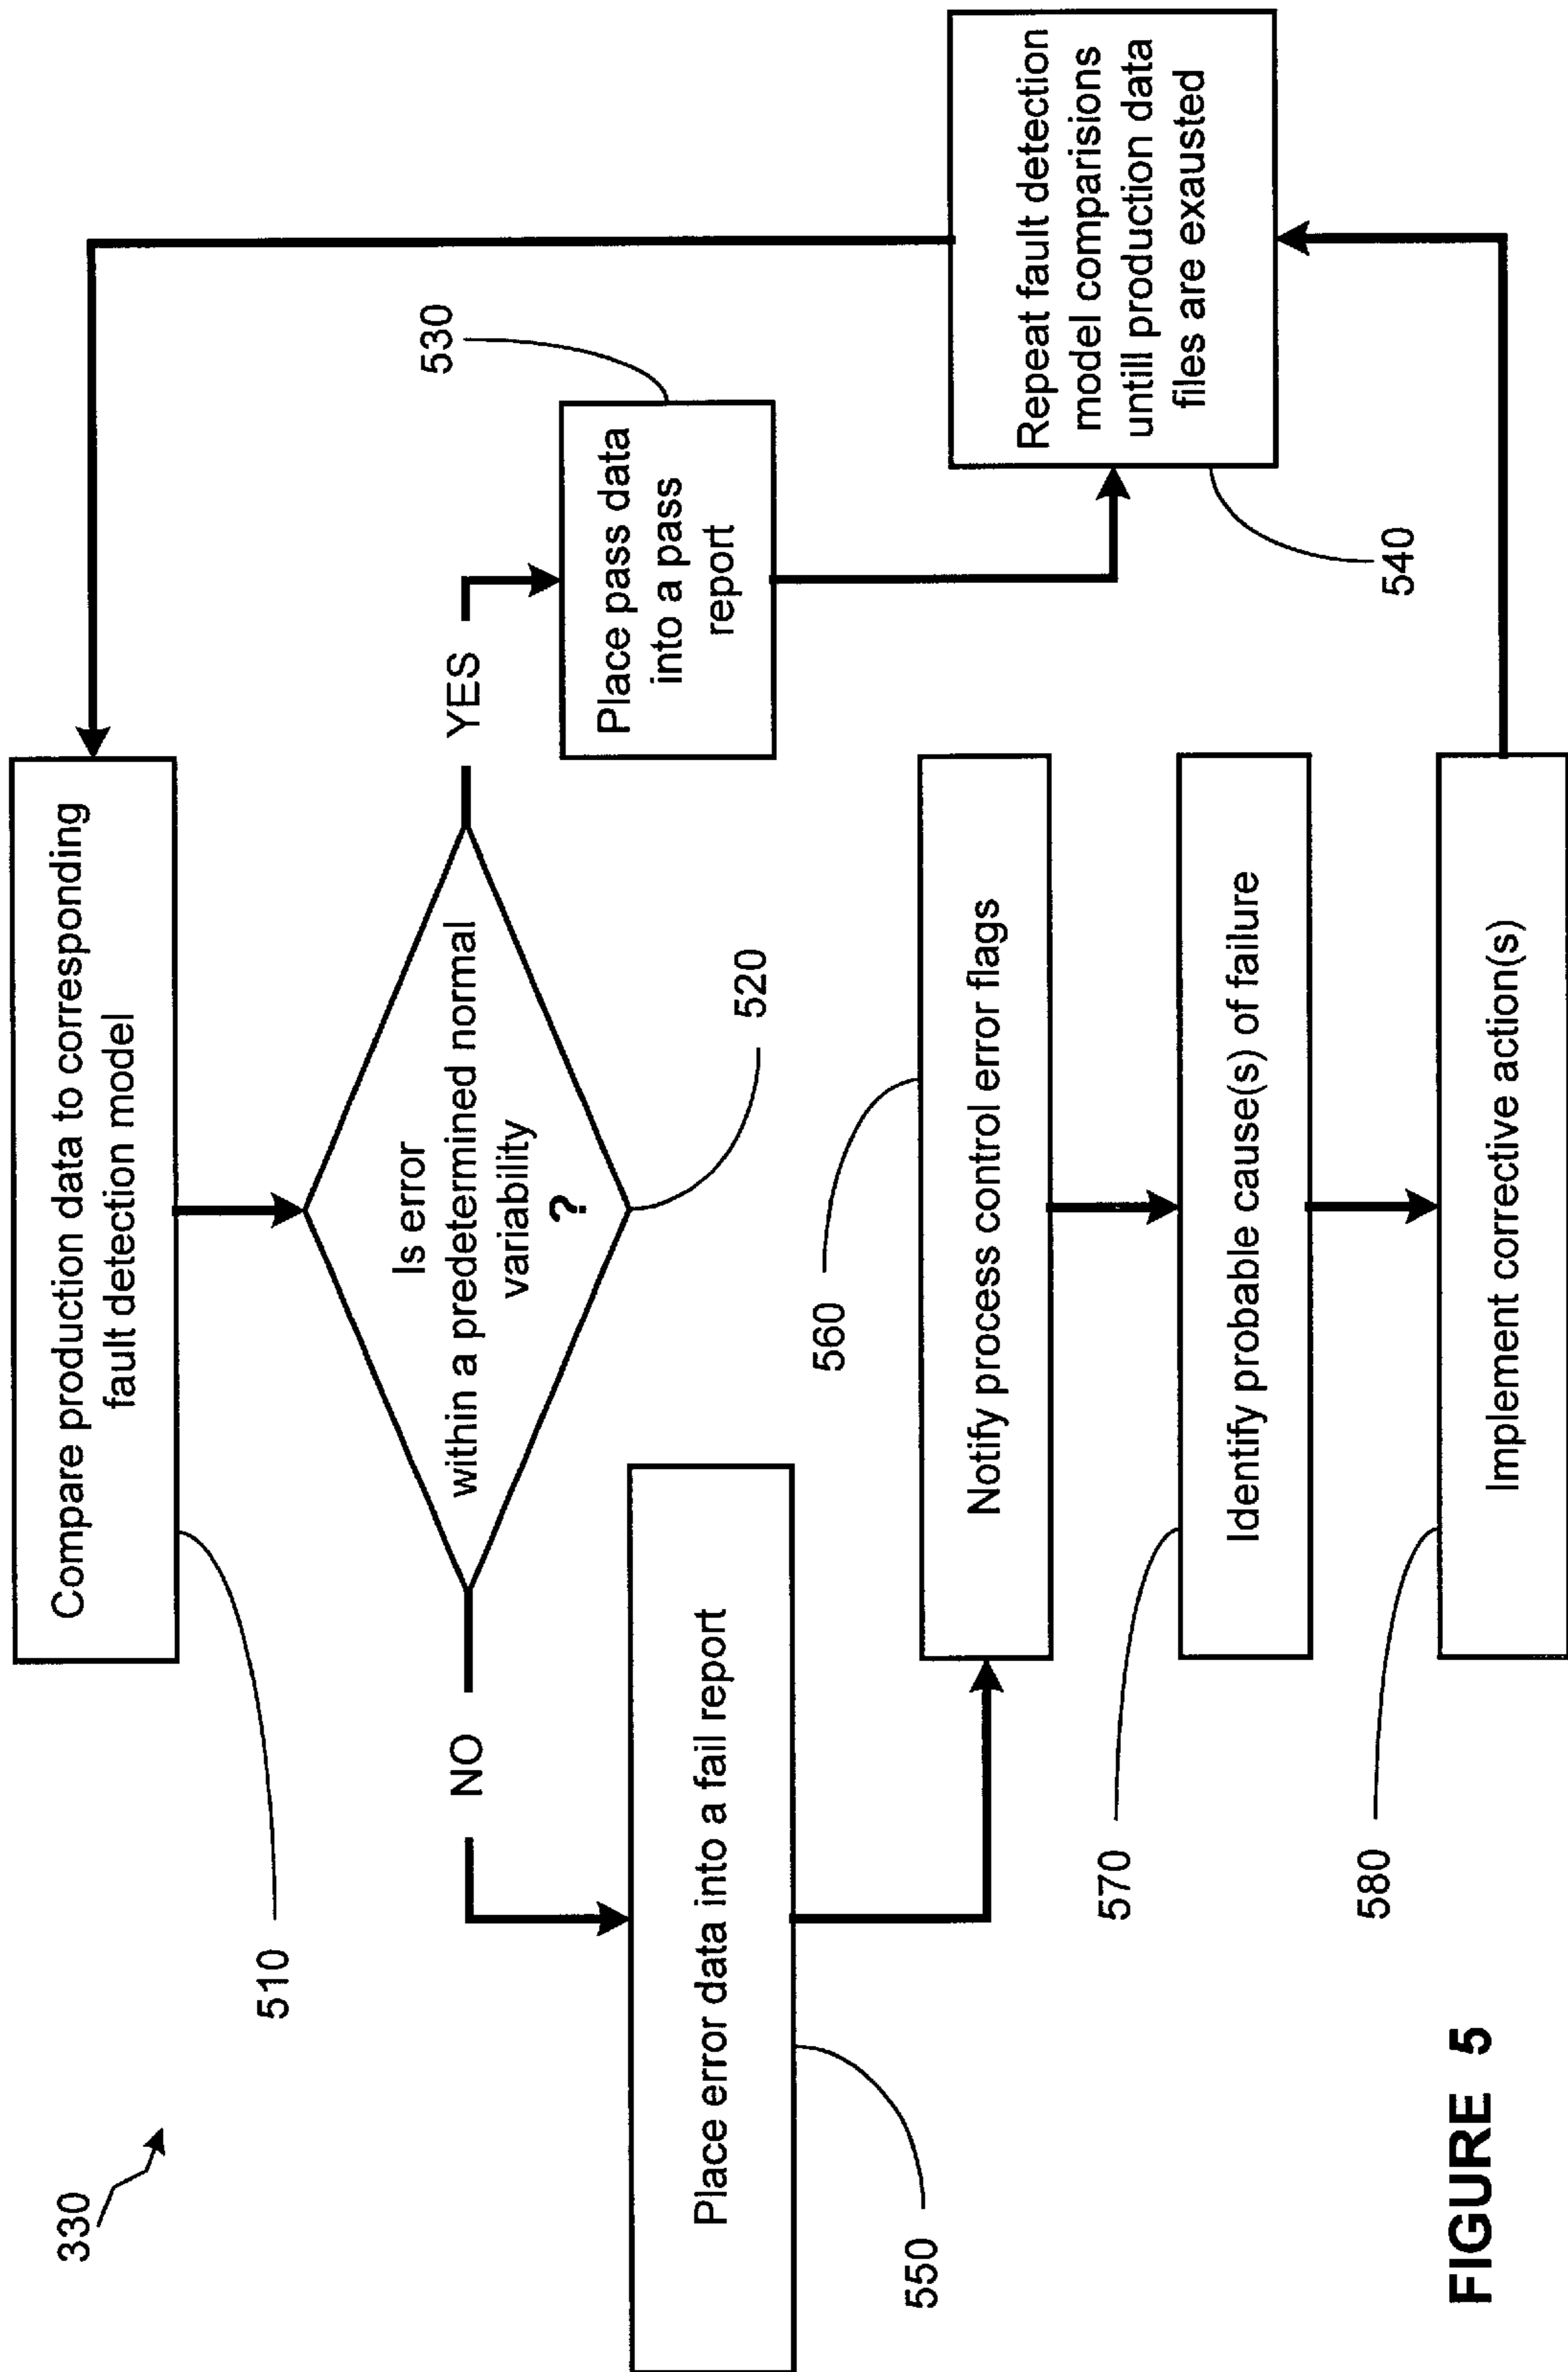 330
Compare production data to corresponding
fault detection model
510
Is error
within a predetermined normal
variability
?
520
NO
YES
Place pass data
into a pass
report
530
Repeat fault detection
model comparisions
untill production data
files are exausted
540
Place error data into a fail report
550
Notify process control error flags
560
Identify probable cause(s) of failure
570
Implement corrective action(s)
580
FIGURE 5